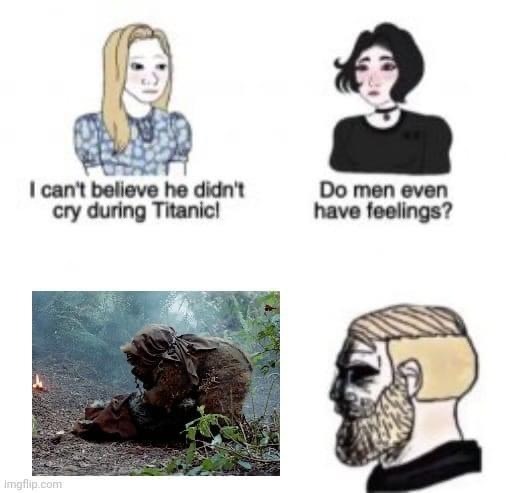 I can't believe he didn't
cry during Titanic!
Do men even
have feelings?
imgflip.com